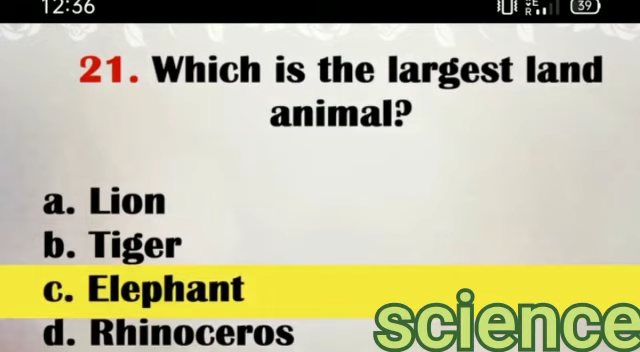 12:36
39
21. Which is the largest land
animal?
a. Lion
b. Tiger
c. Elephant
d. Rhinoceros
science